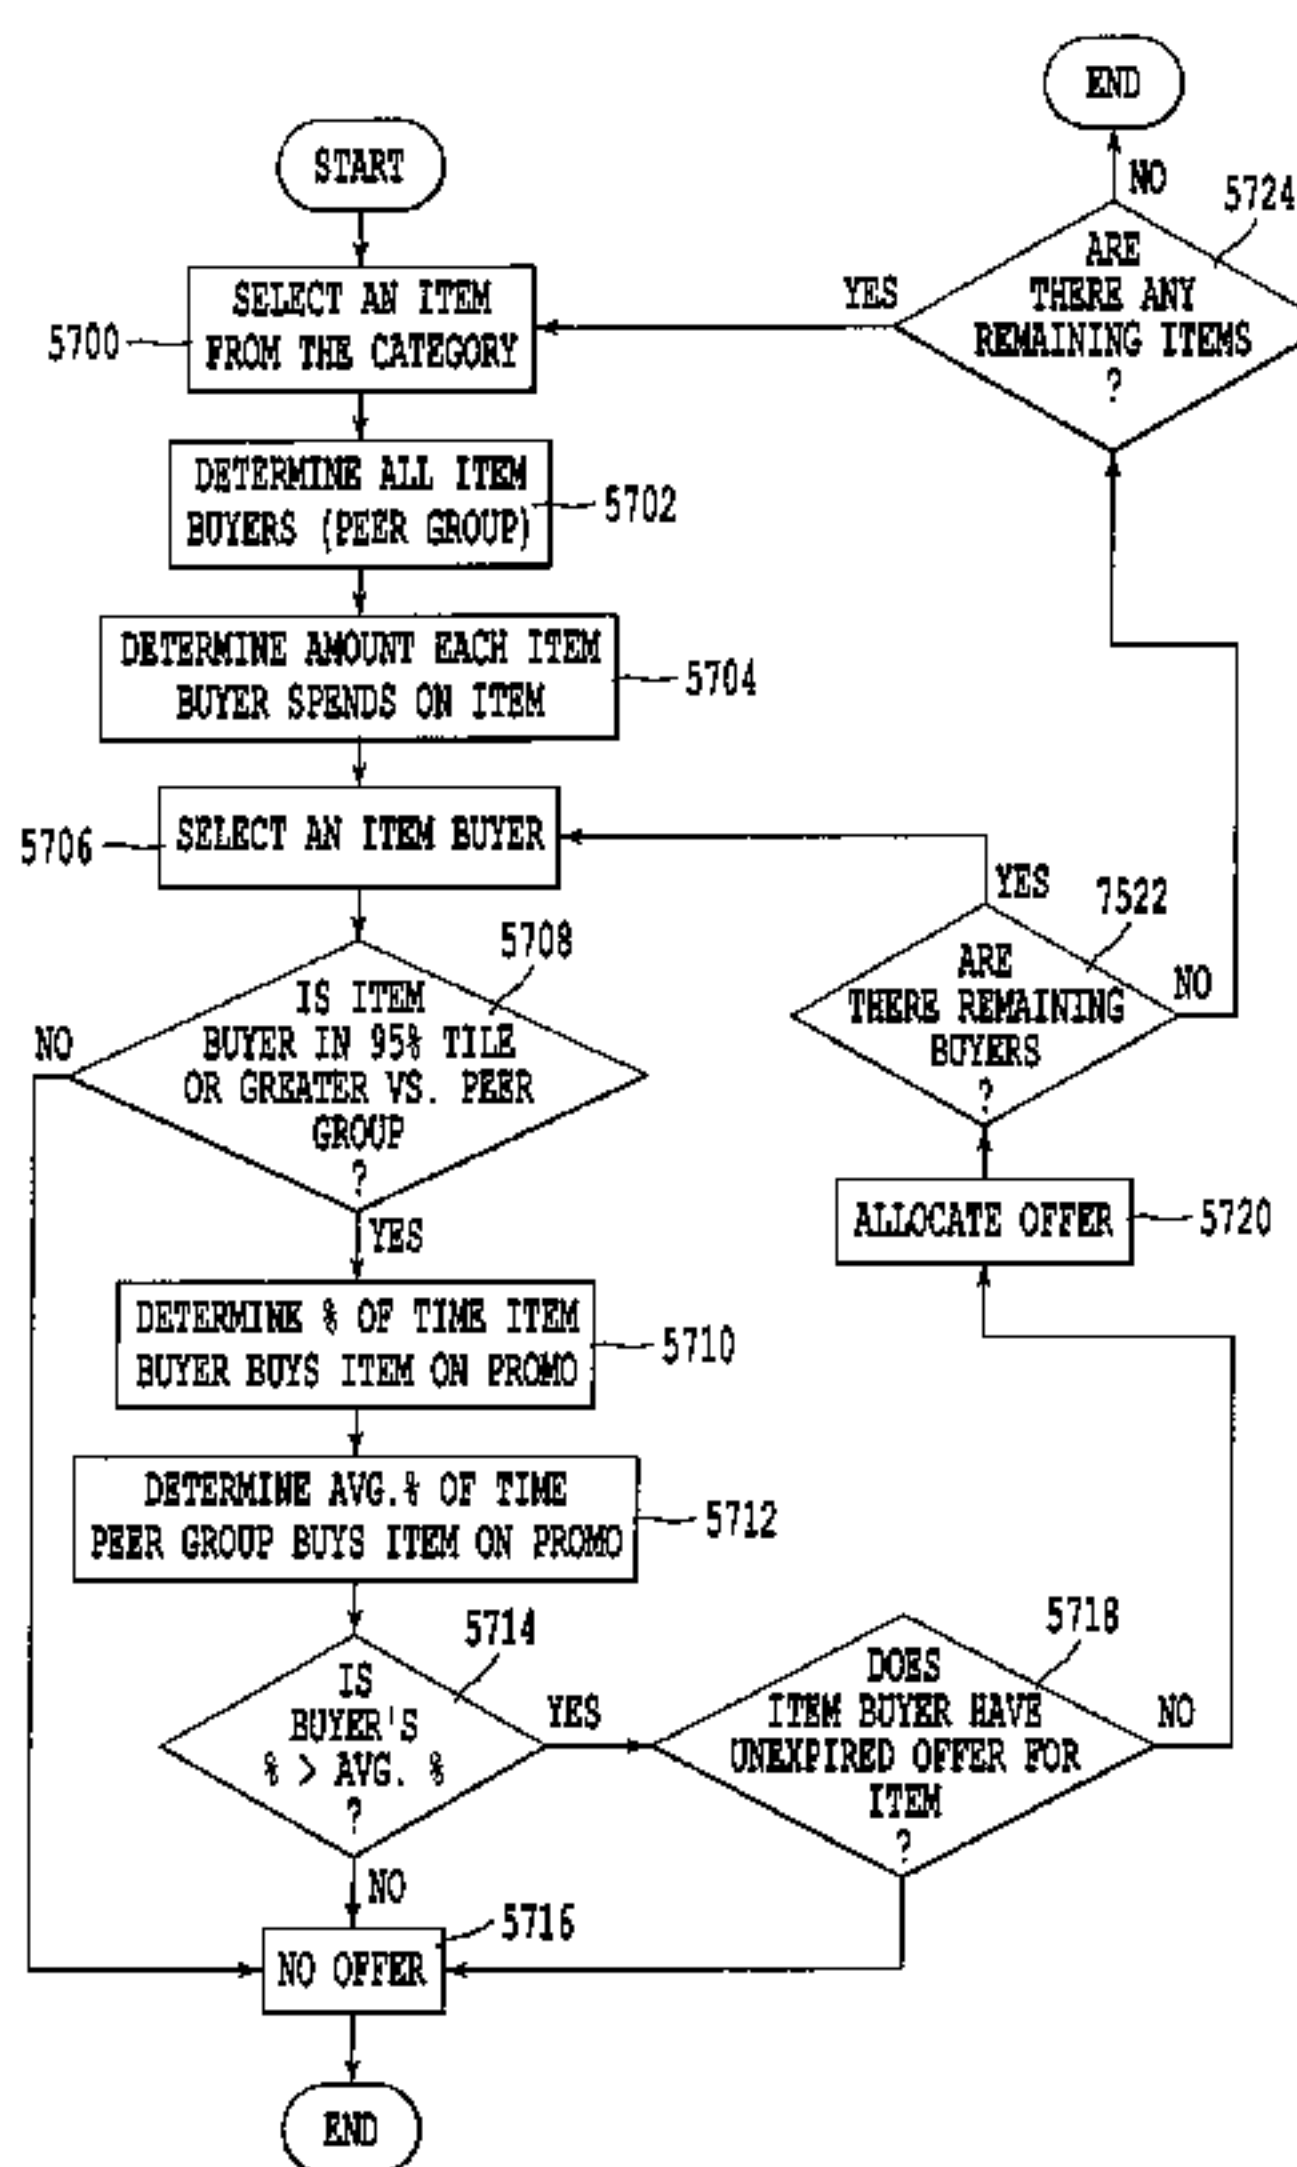 START
SELECT AN ITEM
FROM THE CATEGORY
5700
DETERMINE ALL ITEM
BUYERS (PEER GROUP)
5702
DETERMINE AMOUNT EACH ITEM
BUYER SPENDS ON ITEM
5704
SELECT AN ITEM BUYER
5706
5708
IS ITEM
BUYER IN 95% TILE
OR GREATER VS. PEER
GROUP
?
NO
YES
DETERMINE % OF TIME ITEM
BUYER BUYS ITEM ON PROMO
5710
DETERMINE AVG.% OF TIME
PEER GROUP BUYS ITEM ON PROMO
5712
5714
IS
BUYER'S
% > AVG. %
?
YES
NO
5716
NO OFFER
END
5718
DOES
ITEM BUYER HAVE
UNEXPIRED OFFER FOR
ITEM
?
NO
ALLOCATE OFFER
5720
7522
ARE
THERE REMAINING
BUYERS
?
YES
NO
5724
ARE
THERE ANY
REMAINING ITEMS
?
YES
NO
END